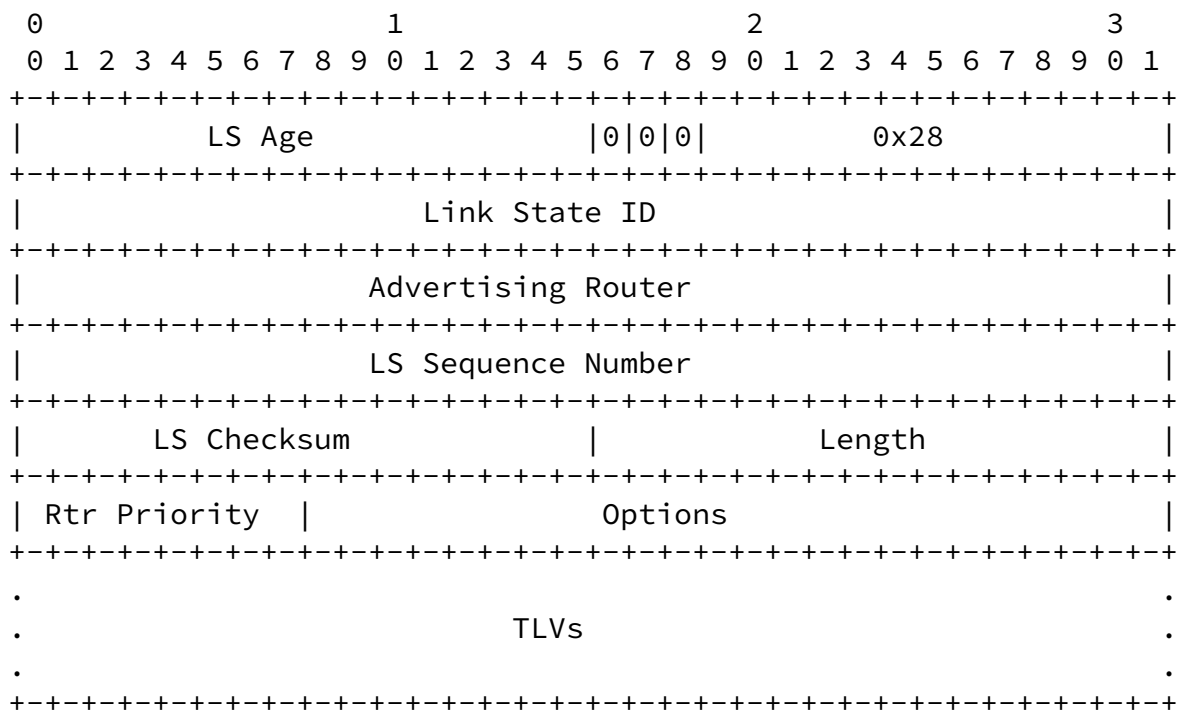 0                   1                   2                   3
 0 1 2 3 4 5 6 7 8 9 0 1 2 3 4 5 6 7 8 9 0 1 2 3 4 5 6 7 8 9 0 1
+-+-+-+-+-+-+-+-+-+-+-+-+-+-+-+-+-+-+-+-+-+-+-+-+-+-+-+-+-+-+-+-+
|          LS Age               |0|0|0|         0x28            |
+-+-+-+-+-+-+-+-+-+-+-+-+-+-+-+-+-+-+-+-+-+-+-+-+-+-+-+-+-+-+-+-+
|                      Link State ID                            |
+-+-+-+-+-+-+-+-+-+-+-+-+-+-+-+-+-+-+-+-+-+-+-+-+-+-+-+-+-+-+-+-+
|                   Advertising Router                          |
+-+-+-+-+-+-+-+-+-+-+-+-+-+-+-+-+-+-+-+-+-+-+-+-+-+-+-+-+-+-+-+-+
|                   LS Sequence Number                          |
+-+-+-+-+-+-+-+-+-+-+-+-+-+-+-+-+-+-+-+-+-+-+-+-+-+-+-+-+-+-+-+-+
|       LS Checksum             |            Length             |
+-+-+-+-+-+-+-+-+-+-+-+-+-+-+-+-+-+-+-+-+-+-+-+-+-+-+-+-+-+-+-+-+
| Rtr Priority  |                Options                        |
+-+-+-+-+-+-+-+-+-+-+-+-+-+-+-+-+-+-+-+-+-+-+-+-+-+-+-+-+-+-+-+-+
.                                                               .
.                           TLVs                                .
.                                                               .
+-+-+-+-+-+-+-+-+-+-+-+-+-+-+-+-+-+-+-+-+-+-+-+-+-+-+-+-+-+-+-+-+